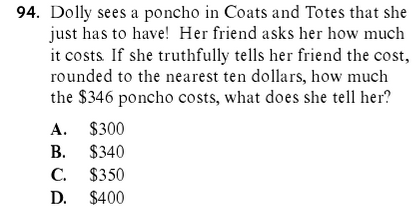 94. Dolly sees a poncho in Coats and Totes that she
just has to have! Her friend asks her how much
it costs. If she truthfully tells her friend the cost,
rounded to the nearest ten dollars, how much
the $346 poncho costs, what does she tell her?
A. $300
B. $340
C. $350
D. $400